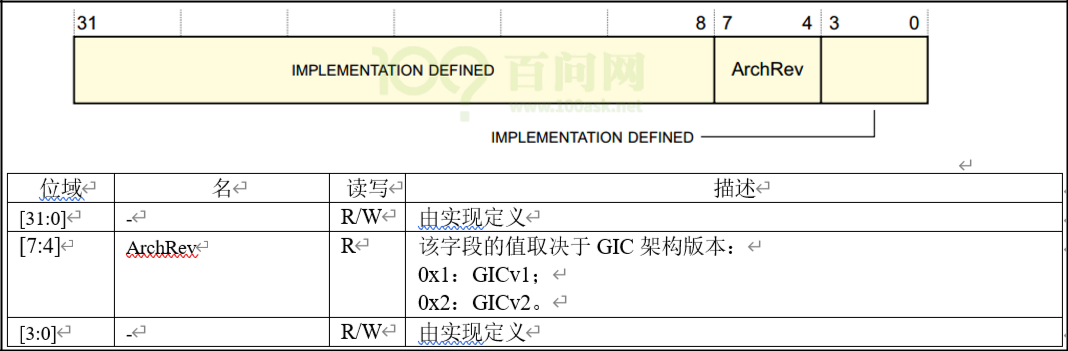 31 8 7 4 3 0
IMPLEMENTATION DEFINED ArchRev
百问网
www.100ask.net
IMPLEMENTATION DEFINED
位域 名 读写 描述
[31:0] - R/W 由实现定义
[7:4] ArchRev R 该字段的值取决于 GIC 架构版本：
0x1：GICv1；
0x2：GICv2。
[3:0] - R/W 由实现定义